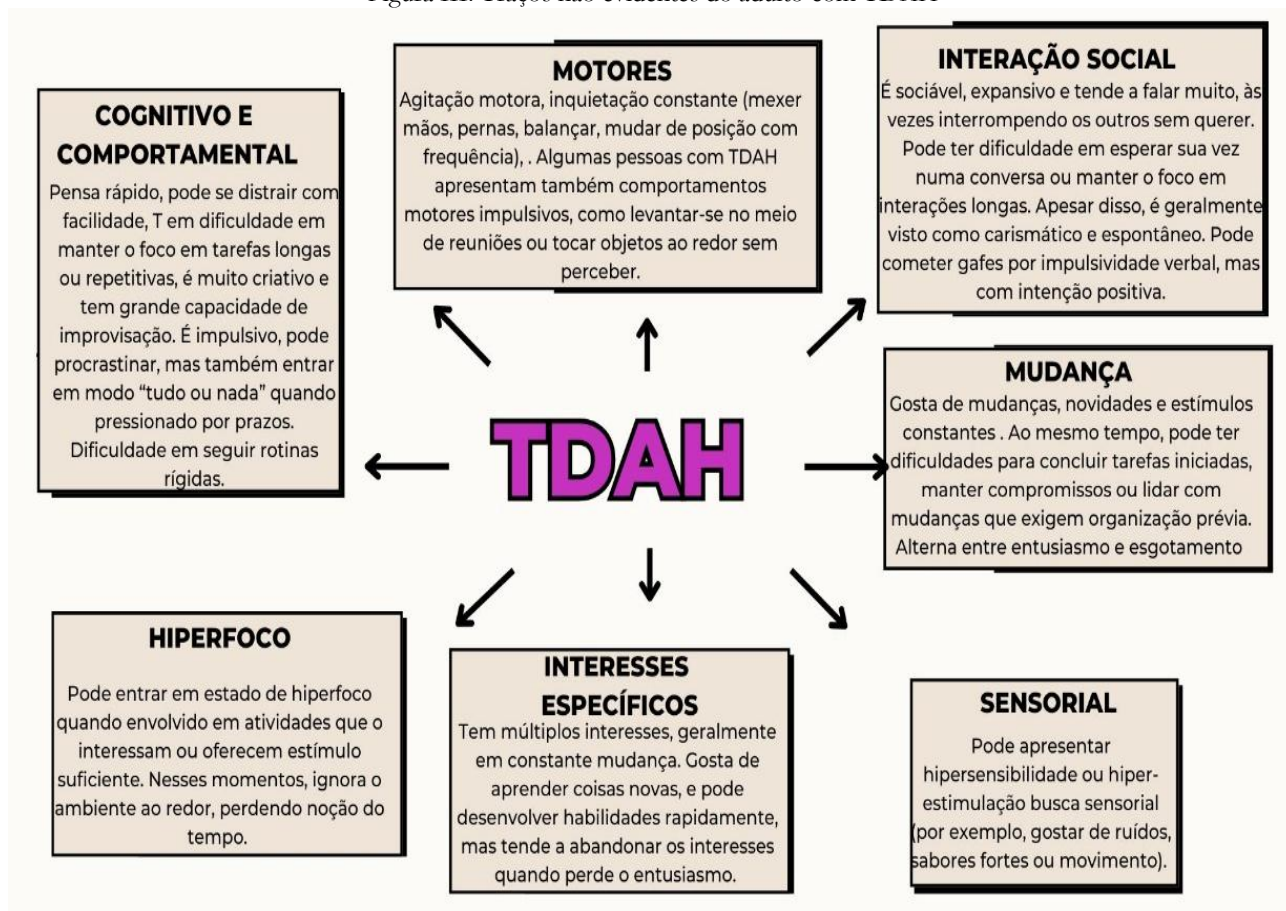 Figura III: Traços não evidentes do adulto com TDAH
COGNITIVO E
COMPORTAMENTAL
Pensa rápido, pode se distrair com
facilidade, T em dificuldade em
manter o foco em tarefas longas
ou repetitivas, é muito criativo e
tem grande capacidade de
improvisação. É impulsivo, pode
procrastinar, mas também entrar
em modo “tudo ou nada” quando
pressionado por prazos.
Dificuldade em seguir rotinas
rígidas.
MOTORES
Agitação motora, inquietação constante (mexer
mãos, pernas, balançar, mudar de posição com
frequência), . Algumas pessoas com TDAH
apresentam também comportamentos
motores impulsivos, como levantar-se no meio
de reuniões ou tocar objetos ao redor sem
perceber.
INTERAÇÃO SOCIAL
É sociável, expansivo e tende a falar muito, às
vezes interrompendo os outros sem querer.
Pode ter dificuldade em esperar sua vez
numa conversa ou manter o foco em
interações longas. Apesar disso, é geralmente
visto como carismático e espontâneo. Pode
cometer gafes por impulsividade verbal, mas
com intenção positiva.
MUDANÇA
Gosta de mudanças, novidades e estímulos
constantes . Ao mesmo tempo, pode ter
dificuldades para concluir tarefas iniciadas,
manter compromissos ou lidar com
mudanças que exigem organização prévia.
Alterna entre entusiasmo e esgotamento
TDAH
HIPERFOCO
Pode entrar em estado de hiperfoco
quando envolvido em atividades que o
interessam ou oferecem estímulo
suficiente. Nesses momentos, ignora o
ambiente ao redor, perdendo noção do
tempo.
INTERESSES
ESPECÍFICOS
Tem múltiplos interesses, geralmente
em constante mudança. Gosta de
aprender coisas novas, e pode
desenvolver habilidades rapidamente,
mas tende a abandonar os interesses
quando perde o entusiasmo.
SENSORIAL
Pode apresentar
hipersensibilidade ou hiper-
estimulação busca sensorial
(por exemplo, gostar de ruídos,
sabores fortes ou movimento).